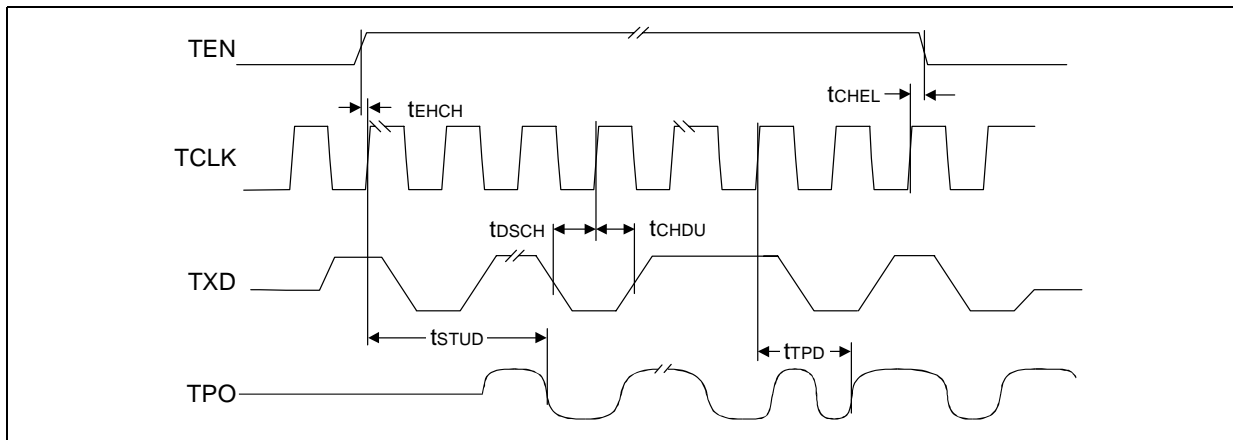 TEN
tEHCH
tCHEL
TCLK
tDSCH
tCHDU
TXD
tSTUD
tTPD
TPO